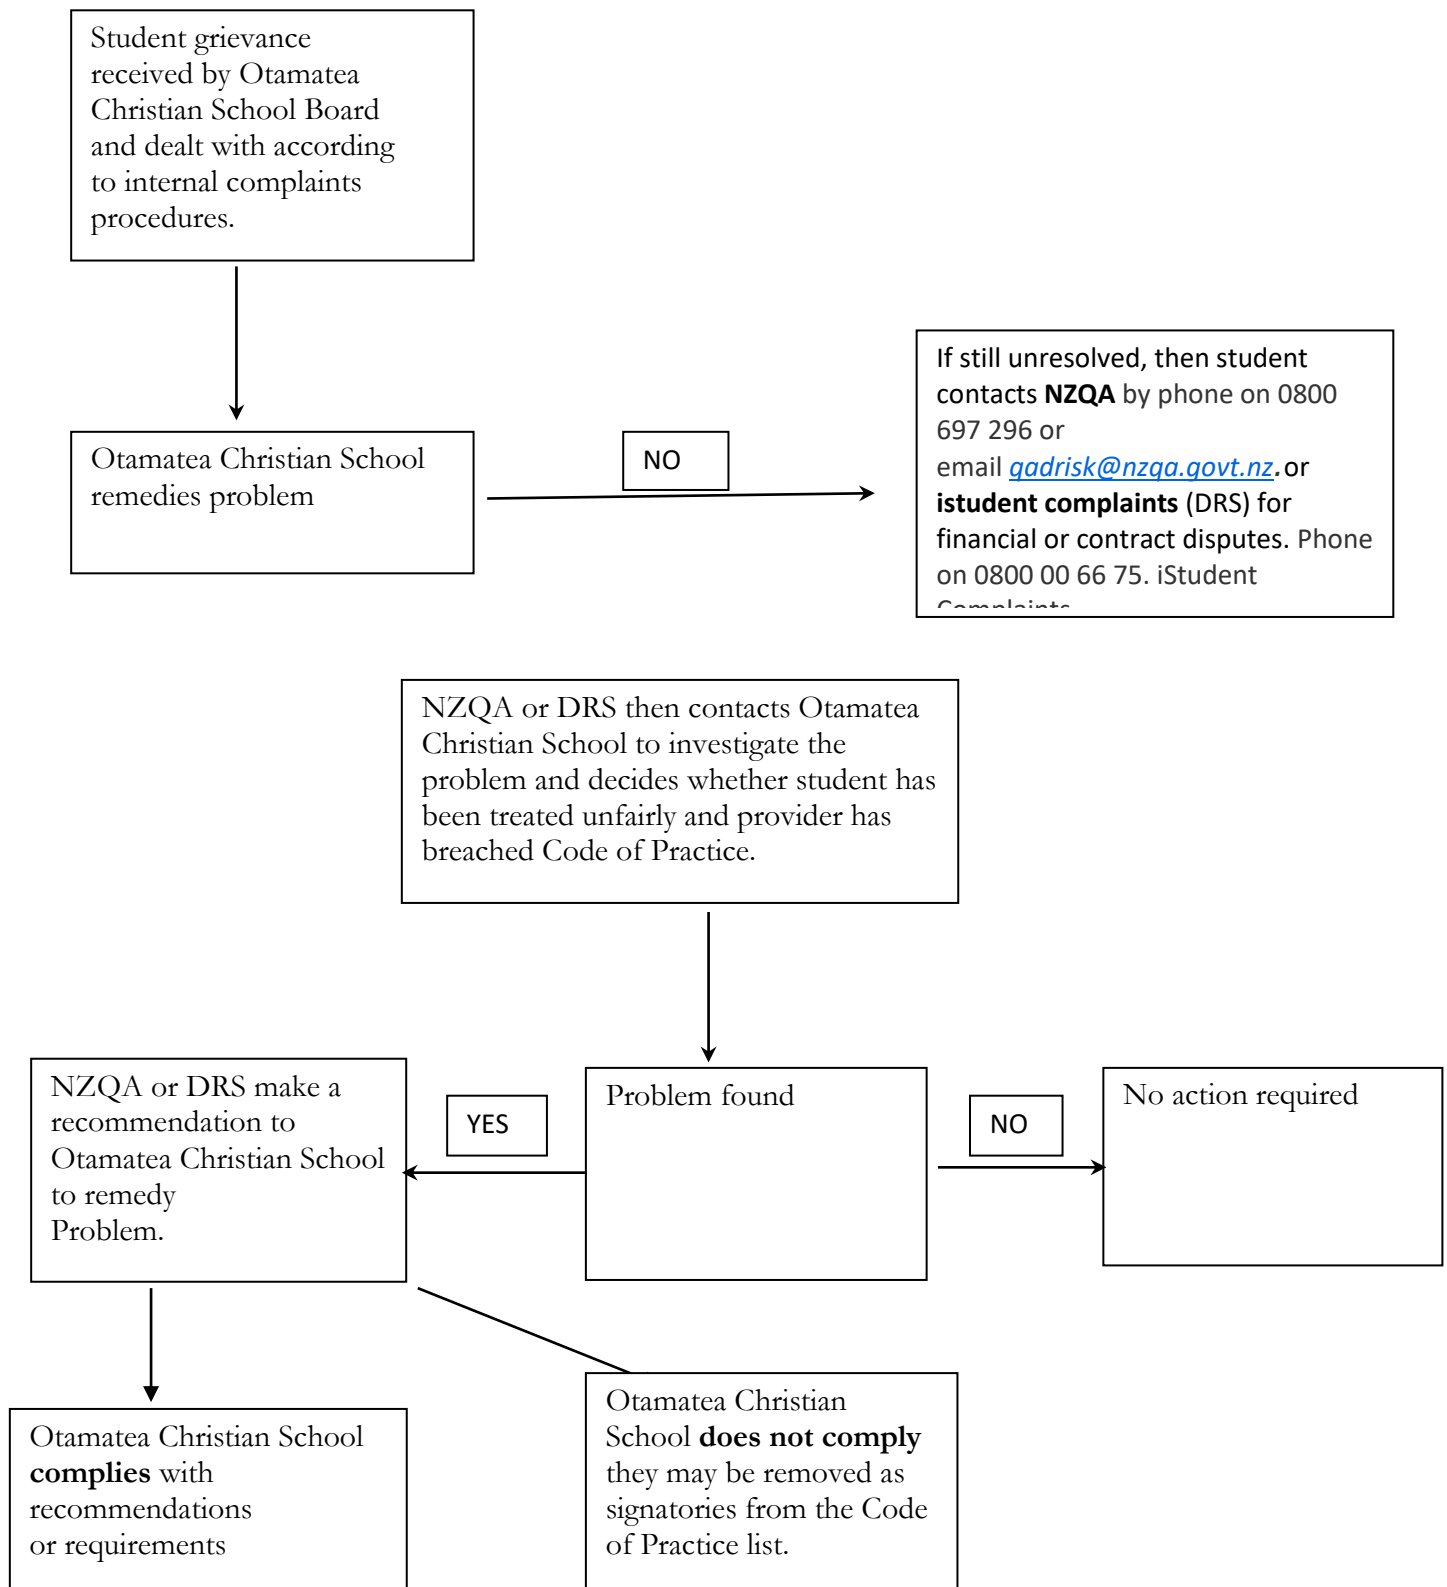 Student grievance
received by Otamatea
Christian School Board
and dealt with according
to internal complaints
procedures.
If still unresolved, then student
contacts NZQA by phone on 0800
697 296 or
email qadrisk@nzqa.govt.nz. or
istudent complaints (DRS) for
financial or contract disputes. Phone
on 0800 00 66 75. iStudent
Complaints
Otamatea Christian School
remedies problem
NO
NZQA or DRS then contacts Otamatea
Christian School to investigate the
problem and decides whether student has
been treated unfairly and provider has
breached Code of Practice.
NZQA or DRS make a
recommendation to
Otamatea Christian School
to remedy
Problem.
YES
Problem found
NO
No action required
Otamatea Christian School
complies with
recommendations
or requirements
Otamatea Christian
School does not comply
they may be removed as
signatories from the Code
of Practice list.